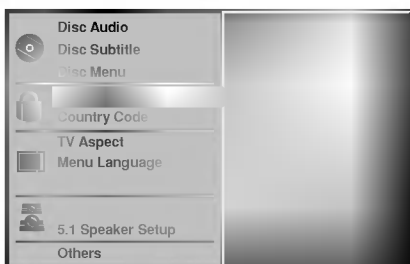 Disc Audio
Disc Subtitle
Disc Menu
Country Code
TV Aspect
Menu Language
5.1 Speaker Setup
Others